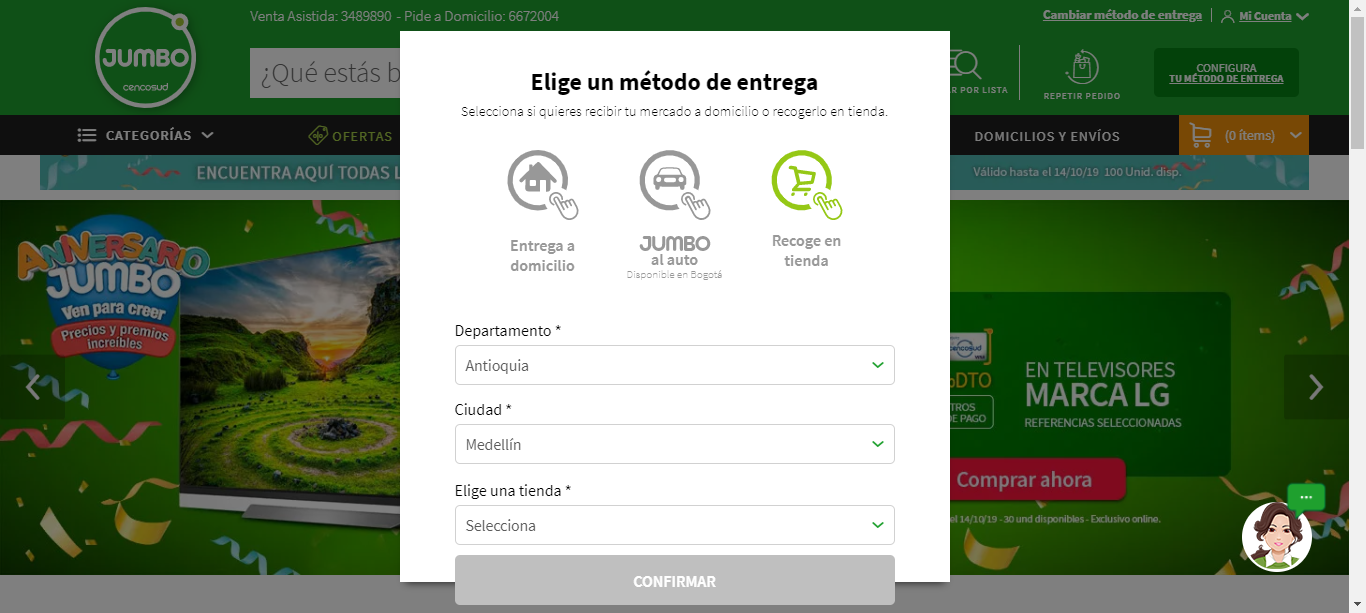 Venta Asistida: 3489890 - Pide a Domicilio: 6672004
Cambiar método de entrega
Mi Cuenta
JUMBO
cencosud
¿Qué estás b
R POR LISTA
REPETIR PEDIDO
CONFIGURA
TU MÉTODO DE ENTREGA
CATEGORÍAS
OFERTAS
DOMICILIOS Y ENVÍOS
(0 ítems)
ENCUENTRA AQUÍ TODAS L
Válido hasta el 14/10/19 100 Unid. disp.
Elige un método de entrega
Selecciona si quieres recibir tu mercado a domicilio o recogerlo en tienda.
Entrega a
domicilio
JUMBO
al auto
Disponible en Bogotá
Recoge en
tienda
Departamento *
Antioquia
Ciudad *
Medellín
Elige una tienda *
Selecciona
CONFIRMAR
ANIVERSARIO
JUMBO
Ven para creer
Precios y premios
increíbles
cencosud
%DTO
TROS
DE PAGO
EN TELEVISORES
MARCA LG
REFERENCIAS SELECCIONADAS
Comprar ahora
el 14/10/19 -30 und disponibles - Exclusivo online.